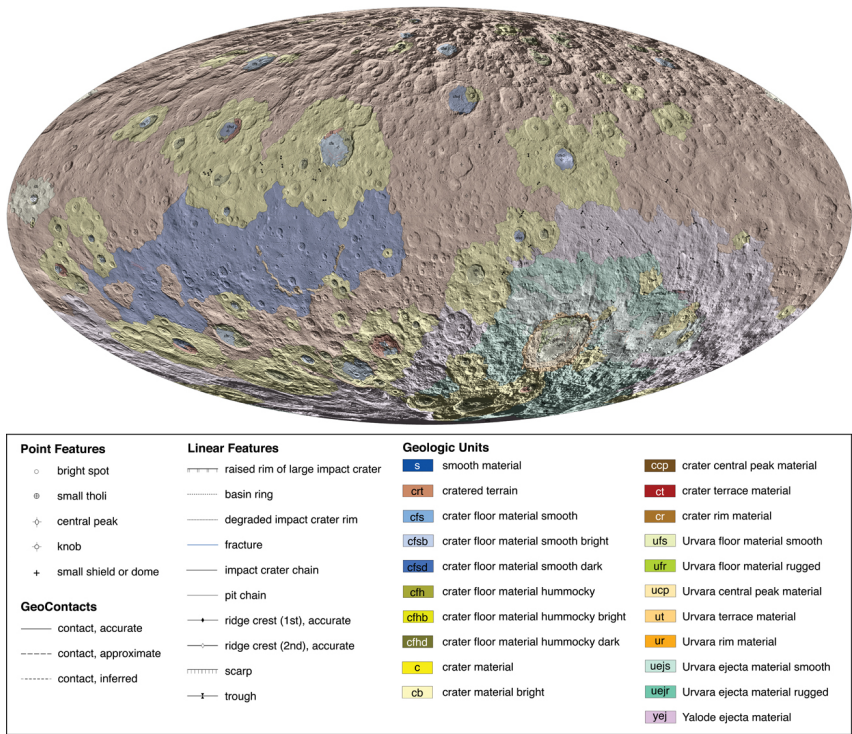 Point Features
bright spot
small tholi
central peak
knob
small shield or dome
GeoContacts
contact, accurate
contact, approximate
contact, inferred
Linear Features
raised rim of large impact crater
basin ring
degraded impact crater rim
fracture
impact crater chain
pit chain
ridge crest (1st), accurate
ridge crest (2nd), accurate
scarp
trough
Geologic Units
s smooth material
crt cratered terrain
cfs crater floor material smooth
cfsb crater floor material smooth bright
cfsd crater floor material smooth dark
cfh crater floor material hummocky
cfhb crater floor material hummocky bright
cfhd crater floor material hummocky dark
c crater material
cb crater material bright
ccp crater central peak material
ct crater terrace material
cr crater rim material
ufs Urvara floor material smooth
ufr Urvara floor material rugged
ucp Urvara central peak material
ut Urvara terrace material
ur Urvara rim material
uejs Urvara ejecta material smooth
uejr Urvara ejecta material rugged
yej Yalode ejecta material